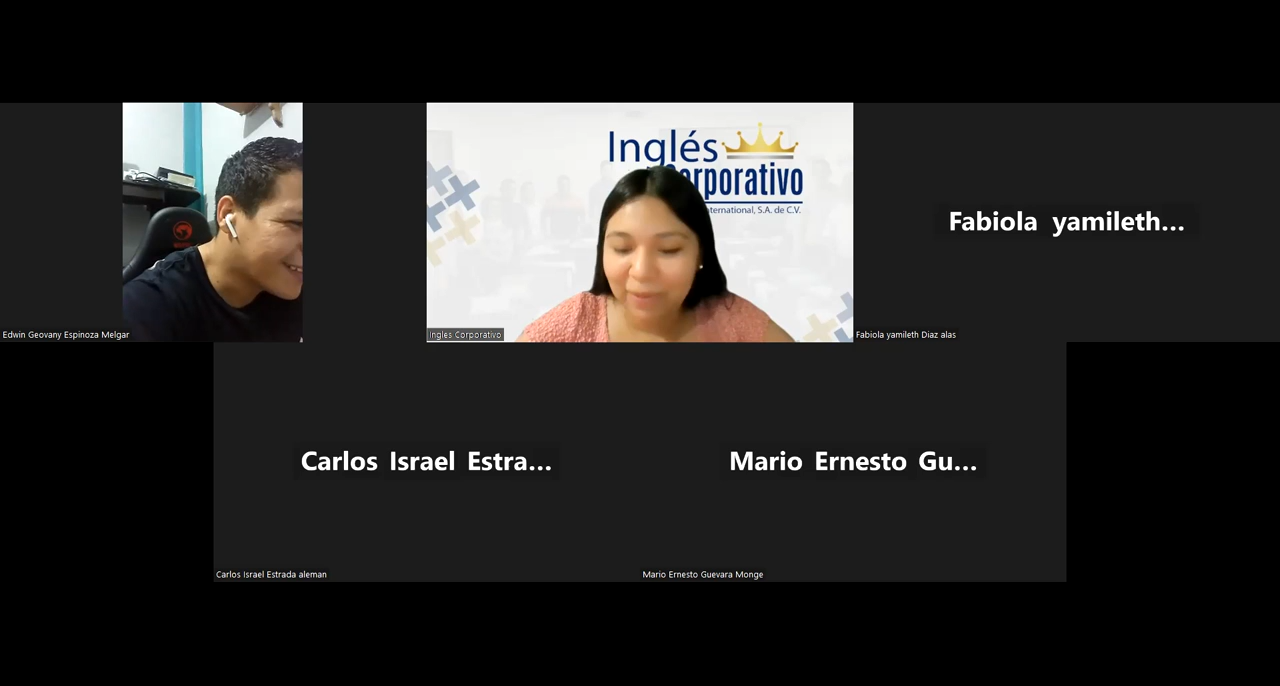 Inglés
Corporativo
International, S.A. de C.V.
Fabiola yamileth...
Edwin Geovany Espinoza Melgar
Ingles Corporativo
Fabiola yamileth Diaz alas
Carlos Israel Estra...
Mario Ernesto Gu...
Carlos Israel Estrada aleman
Mario Ernesto Guevara Monge